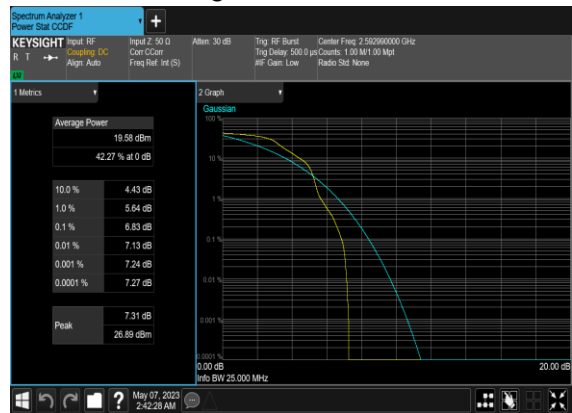 Spectrum Analyzer 1
Power Stat CCDF
+
KEYSIGHT
R T
LXI
Input: RF
Coupling: DC
Align: Auto
Input Z: 50 Ω
Corr CCorr
Freq Ref: Int (S)
Atten: 30 dB
Trig: RF Burst
Trig Delay: 500.0 µs
#IF Gain: Low
Center Freq: 2.592990000 GHz
Counts: 1.00 M/1.00 Mpt
Radio Std: None
1 Metrics
Average Power
19.58 dBm
42.27 % at 0 dB
10.0 % 4.43 dB
1.0 % 5.64 dB
0.1 % 6.83 dB
0.01 % 7.13 dB
0.001 % 7.24 dB
0.0001 % 7.27 dB
Peak
7.31 dB
26.89 dBm
2 Graph
Gaussian
100 %
10 %
1 %
0.1 %
0.01 %
0.001 %
0.0001 %
0.00 dB
20.00 dB
Info BW 25.000 MHz
?
May 07, 2023
2:42:28 AM